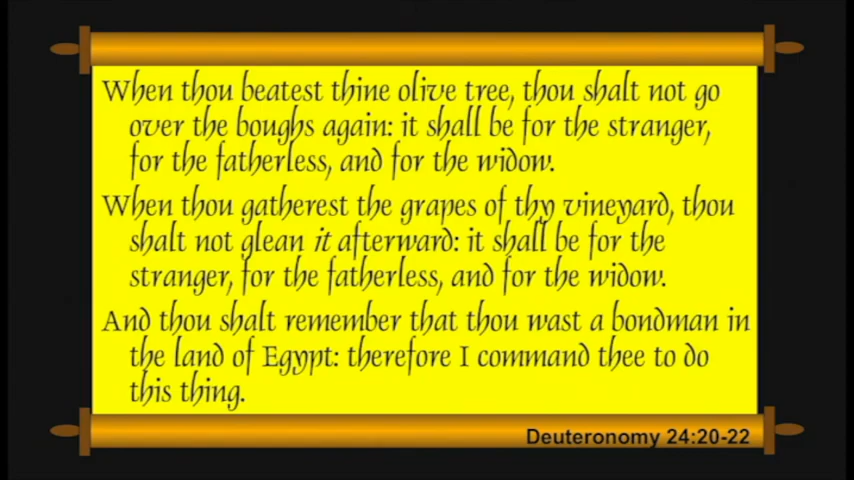 When thou beatest thine olive tree, thou shalt not go
over the boughs again: it shall be for the stranger,
for the fatherless, and for the widow.
When thou gatherest the grapes of thy vineyard, thou
shalt not glean it afterward: it shall be for the
stranger, for the fatherless, and for the widow.
And thou shalt remember that thou wast a bondman in
the land of Egypt: therefore I command thee to do
this thing.
Deuteronomy 24:20-22